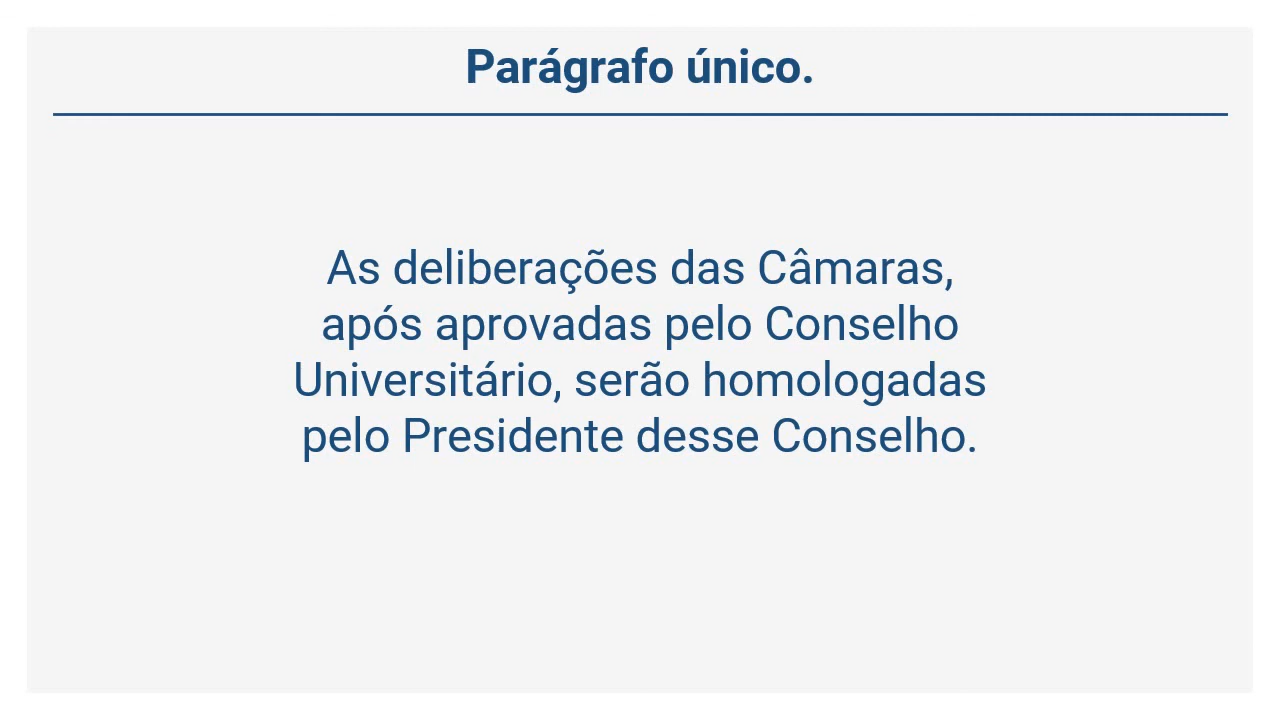 Parágrafo único.
As deliberações das Câmaras,
após aprovadas pelo Conselho
Universitário, serão homologadas
pelo Presidente desse Conselho.